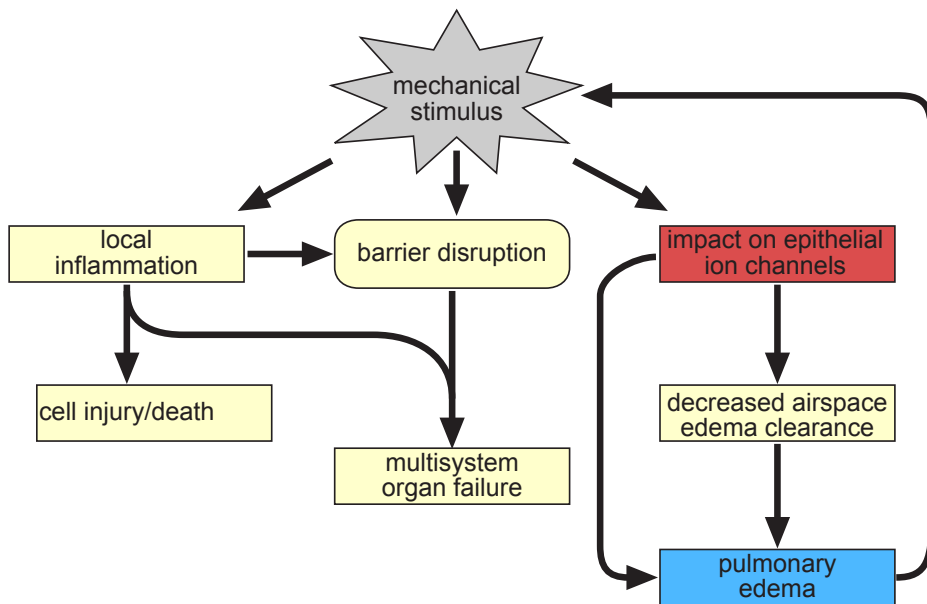 mechanical
stimulus
local
inflammation
barrier disruption
impact on epithelial
ion channels
cell injury/death
decreased airspace
edema clearance
multisystem
organ failure
pulmonary
edema